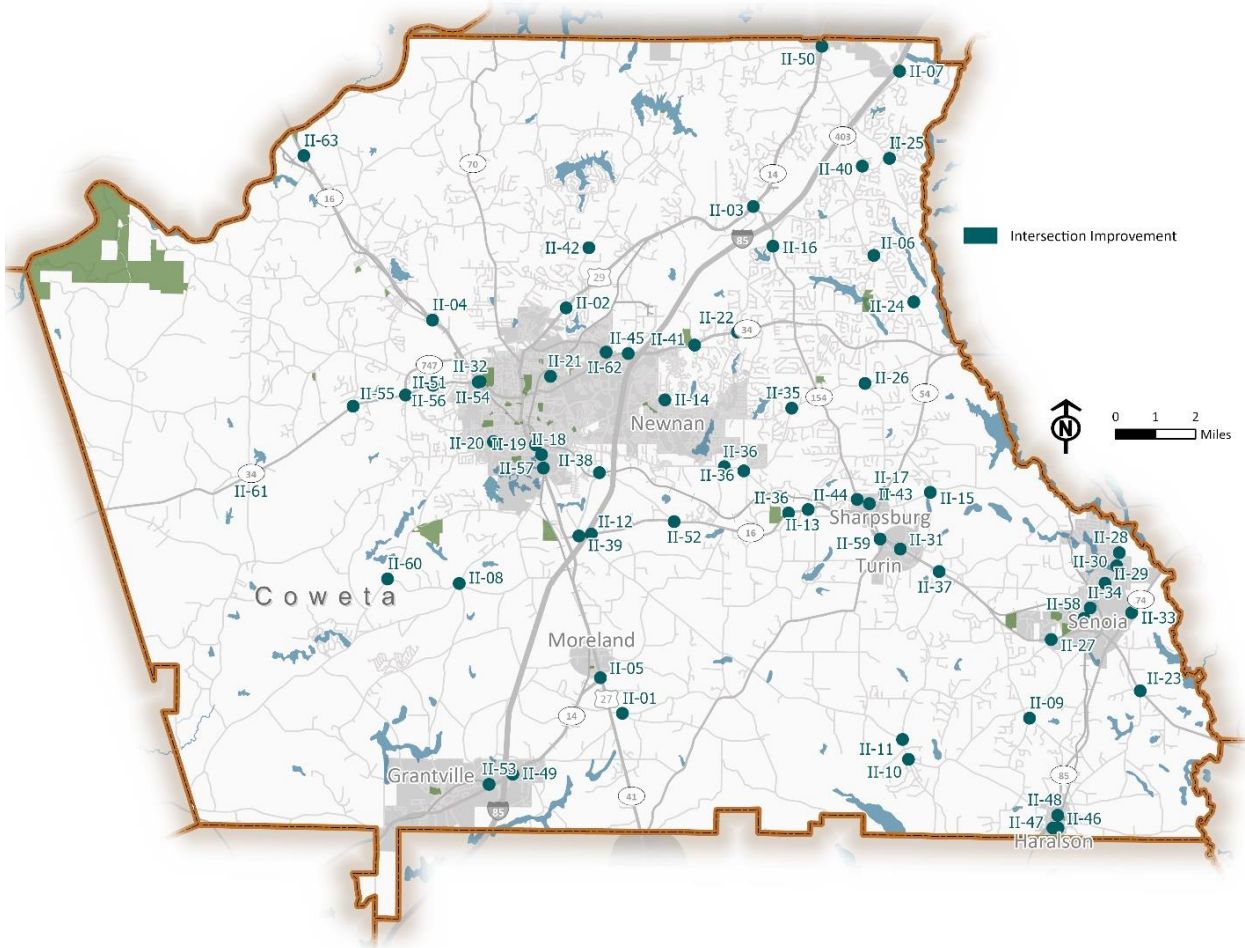 II-50
II-07
403
II-63
II-25
70
14
II-40
16
II-03
85
II-16
II-06
Intersection Improvement
II-42
29
II-24
II-02
II-04
II-22
34
II-45
II-41
747
II-62
II-21
II-32
II-51
II-26
II-55
II-56
II-54
II-14
II-35
154
54
N
0 1 2
Miles
Newnan
II-20
II-19
II-18
II-57
II-38
II-36
II-36
34
II-61
II-17
II-36
II-44
II-43
II-15
Sharpsburg
II-13
II-12
II-39
II-52
16
II-59
II-31
II-28
Turin
II-30
II-29
II-60
II-08
II-37
Coweta
II-34
74
II-58
II-33
Senoia
Moreland
II-27
II-05
27
II-23
14
II-01
II-09
II-11
II-10
Grantville
II-53
II-49
85
41
85
II-48
II-47
II-46
Haralson